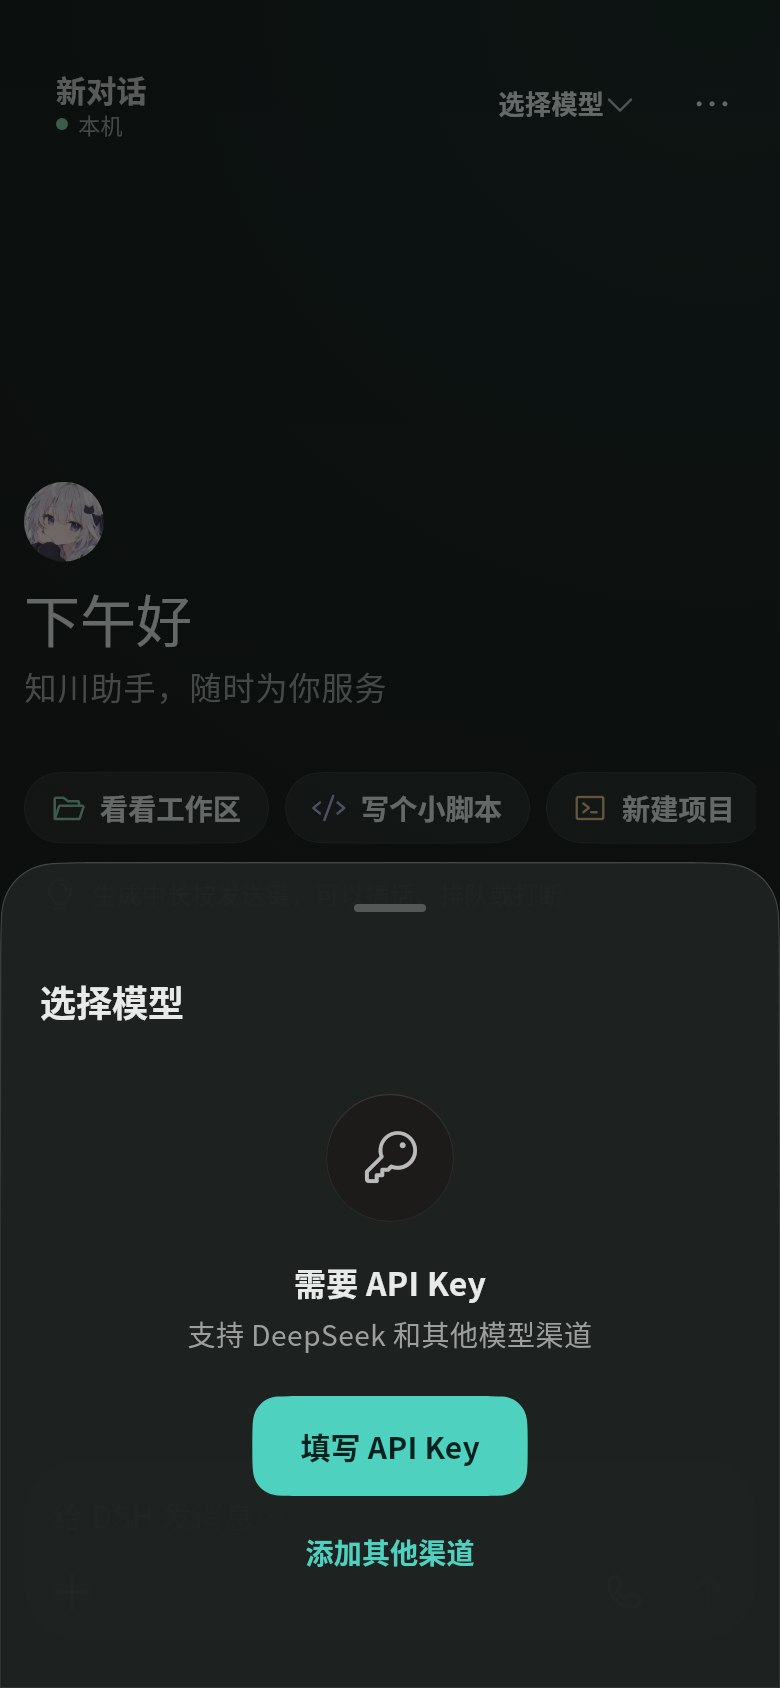 新对话
本机
选择模型
下午好
知川助手，随时为你服务
看看工作区
写个小脚本
新建项目
选择模型
需要 API Key
支持 DeepSeek 和其他模型渠道
填写 API Key
添加其他渠道